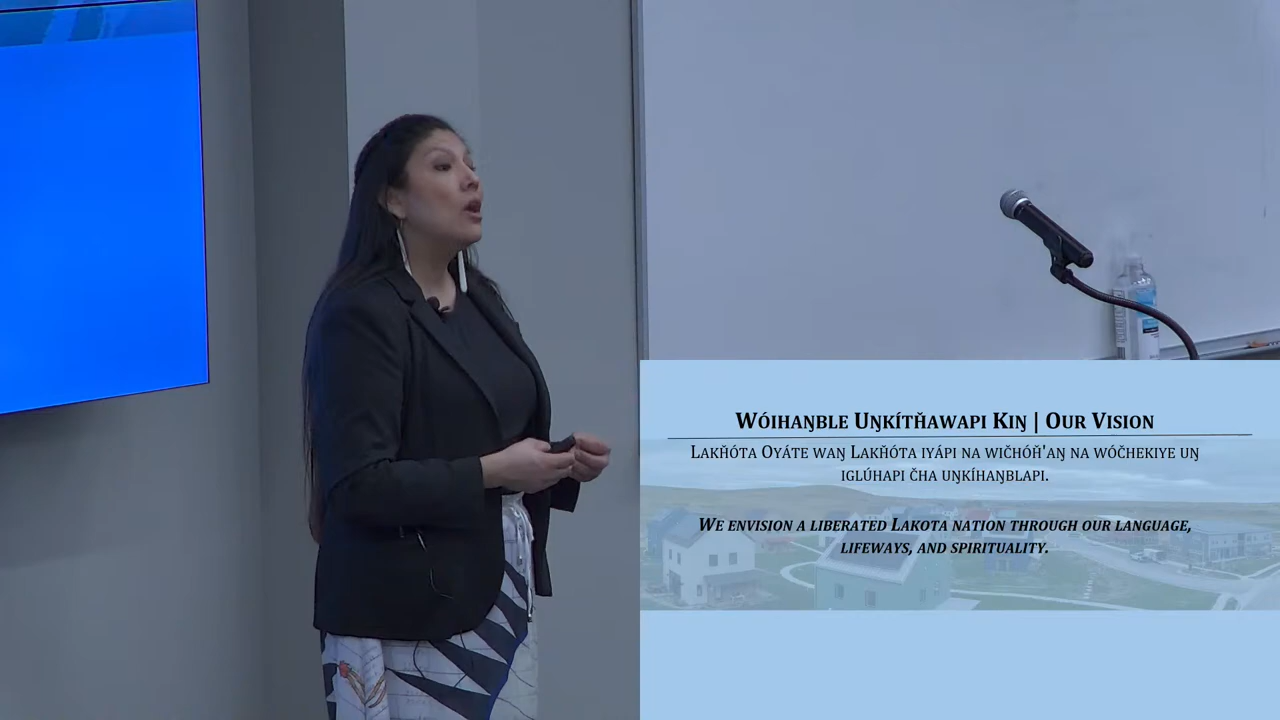 Wóihaŋble Uŋkítȟawapi Kiŋ | Our Vision
Lakȟóta Oyáte waŋ Lakȟóta iyápi na wičhóȟ'aŋ na wóčhekiye uŋ
iglúhapi čha uŋkíhaŋblapi.
We envision a liberated Lakota nation through our language,
lifeways, and spirituality.